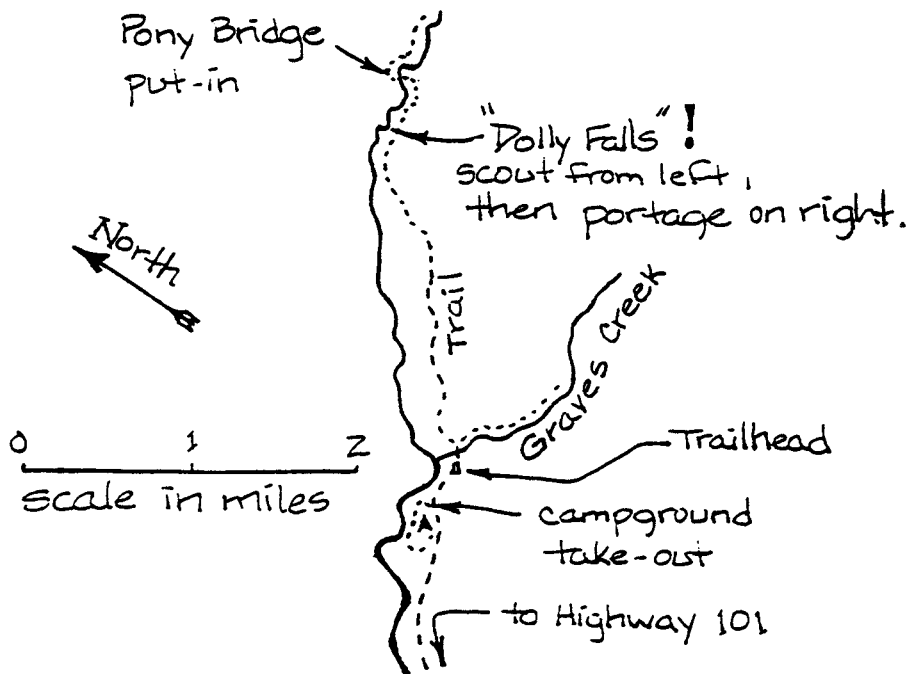 Pony Bridge
put-in
"Dolly Falls" !
scout from left,
then portage on right.
North
Trail
Graves Creek
0 1 2
scale in miles
Trailhead
campground
take-out
to Highway 101